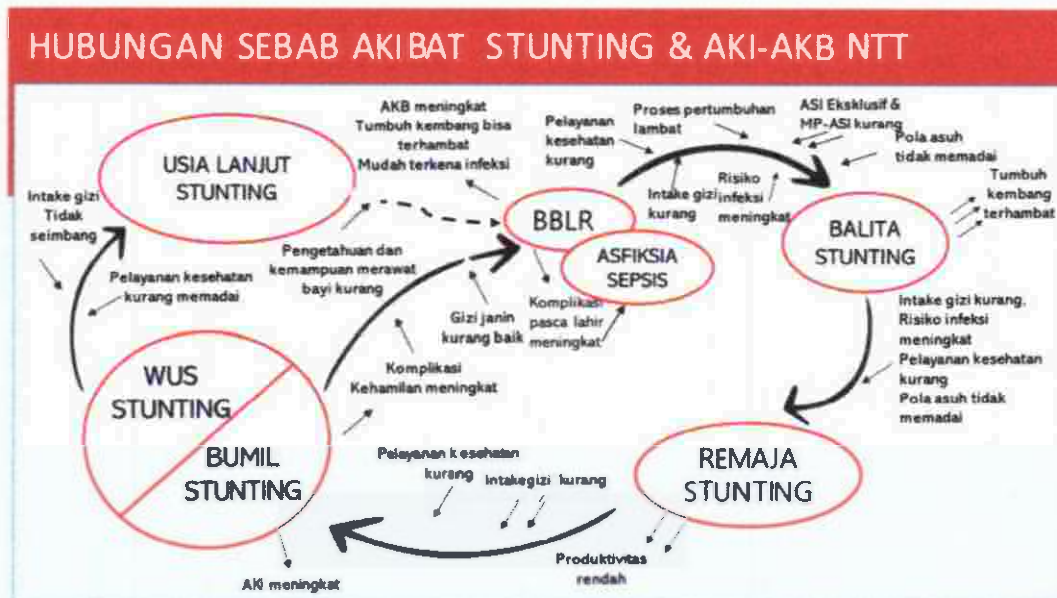 HUBUNGAN SEBAB AKIBAT STUNTING & AKI-AKB NTT
AKB meningkat
Tumbuh kembang bisa
terhambat
Mudah terkena infeksi
Pelayanan
kesehatan
kurang
Proses pertumbuhan
lambat
ASI Eksklusif &
MP-ASI kurang
Pola asuh
tidak memadai
USIA LANJUT
STUNTING
Intake gizi
Tidak
seimbang
Intake gizi
kurang
Risiko
infeksi
meningkat
Tumbuh
kembang
terhambat
BBLR
BALITA
STUNTING
ASFIKSIA
SEPSIS
Pengetahuan dan
kemampuan merawat
bayi kurang
Pelayanan kesehatan
kurang memadai
Gizi janin
kurang baik
Komplikasi
pasca lahir
meningkat
Intake gizi kurang,
Risiko infeksi
meningkat
Pelayanan kesehatan
kurang
Pola asuh tidak
memadai
Komplikasi
Kehamilan meningkat
WUS
STUNTING
BUMIL
STUNTING
Pelayanan kesehatan
kurang
Intakegizi kurang
REMAJA
STUNTING
Produktivitas
rendah
AKI meningkat